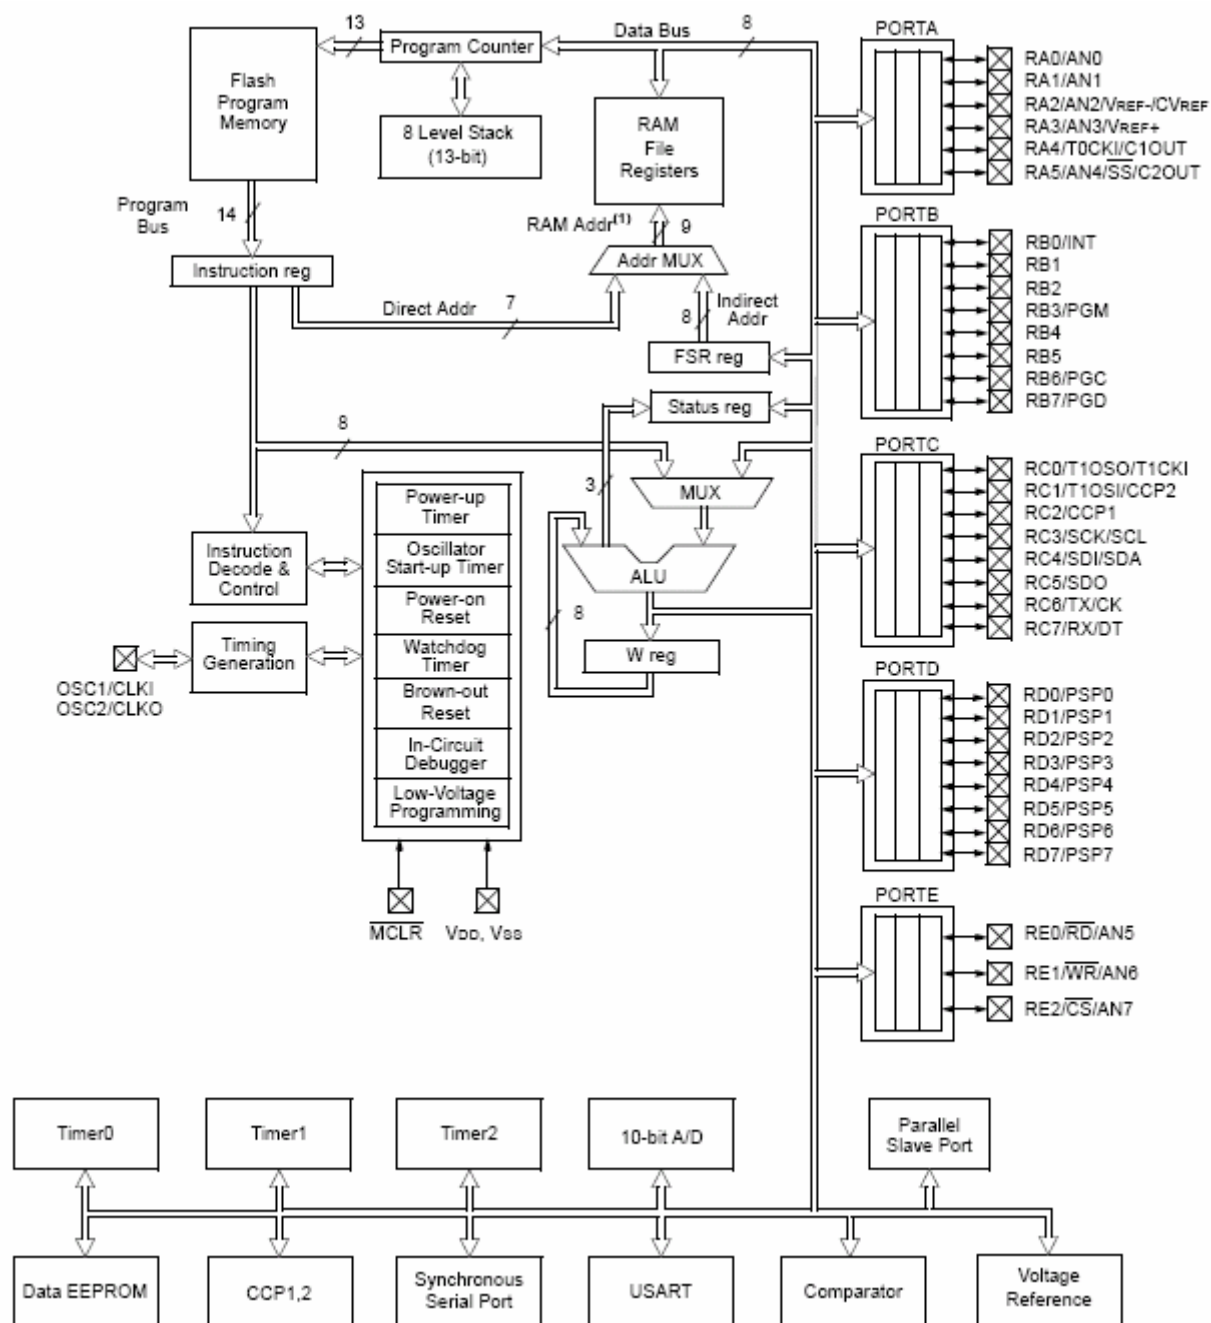 13
Data Bus
8
PORTA
Program Counter
Flash
Program
Memory
8 Level Stack
(13-bit)
RAM
File
Registers
RA0/AN0
RA1/AN1
RA2/AN2/VREF-/CVREF
RA3/AN3/VREF+
RA4/T0CKI/C1OUT
RA5/AN4/SS/C2OUT
Program
Bus
14
RAM Addr(1)
9
PORTB
Instruction reg
Addr MUX
Direct Addr
7
8
Indirect
Addr
FSR reg
RB0/INT
RB1
RB2
RB3/PGM
RB4
RB5
RB6/PGC
RB7/PGD
Status reg
8
3
MUX
PORTC
RC0/T1OSO/T1CKI
RC1/T1OSI/CCP2
RC2/CCP1
RC3/SCK/SCL
RC4/SDI/SDA
RC5/SDO
RC6/TX/CK
RC7/RX/DT
Power-up
Timer
Oscillator
Start-up Timer
Power-on
Reset
Watchdog
Timer
Brown-out
Reset
In-Circuit
Debugger
Low-Voltage
Programming
Instruction
Decode &
Control
Timing
Generation
OSC1/CLKI
OSC2/CLKO
ALU
8
W reg
MCLR
VDD, VSS
PORTD
RD0/PSP0
RD1/PSP1
RD2/PSP2
RD3/PSP3
RD4/PSP4
RD5/PSP5
RD6/PSP6
RD7/PSP7
PORTE
RE0/RD/AN5
RE1/WR/AN6
RE2/CS/AN7
Timer0
Timer1
Timer2
10-bit A/D
Parallel
Slave Port
Data EEPROM
CCP1,2
Synchronous
Serial Port
USART
Comparator
Voltage
Reference